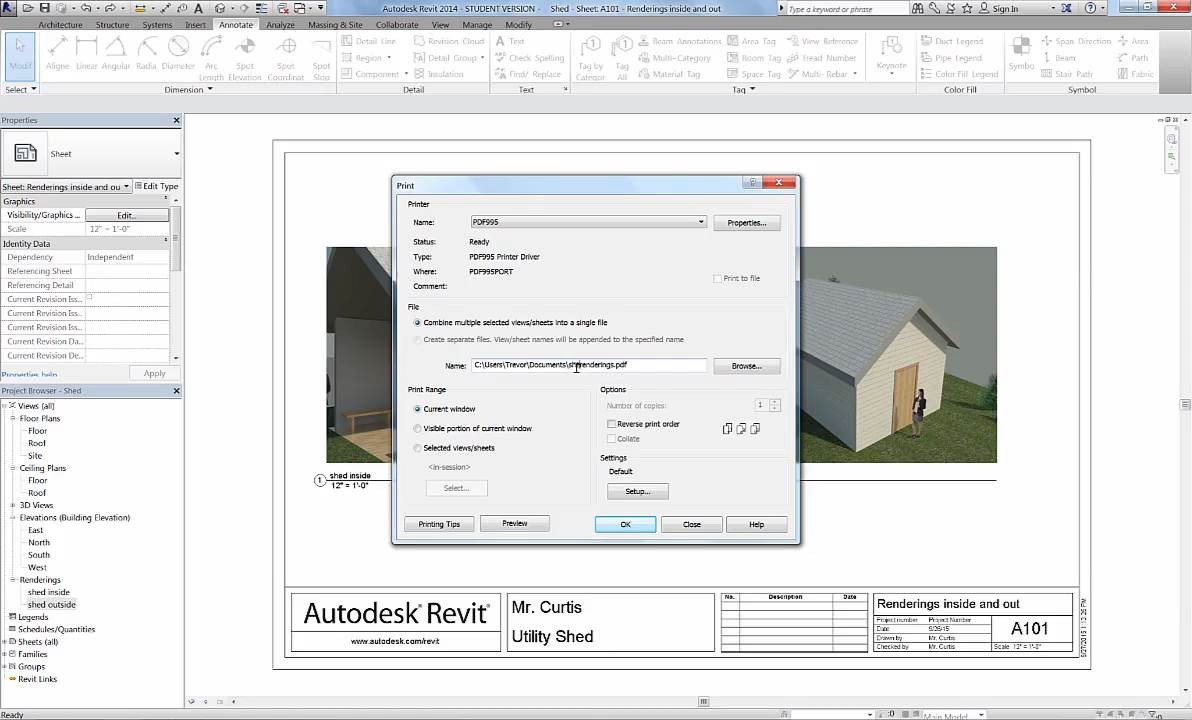 Autodesk Revit 2014 - STUDENT VERSION - Shed - Sheet: A101 - Renderings inside and out
Type a keyword or phrase
Sign In
Architecture Structure Systems Insert Annotate Analyze Massing & Site Collaborate View Manage Modify
Modify
Aligned Linear Angular Radial Diameter Arc Length Spot Elevation Spot Coordinat Spot Slop
Detail Line
Region
Component
Revision Cloud
Detail Group
Insulation
Text
Check Spelling
Find/ Replace
Tag by Category
Tag All
Beam Annotations
Multi-Category
Material Tag
Area Tag
Room Tag
Space Tag
View Reference
Tread Number
Multi- Rebar
Keynote
Duct Legend
Pipe Legend
Color Fill Legend
Symbo
Span Direction
Beam
Stair Path
Area
Path
Fabric
Select Dimension Detail Text Tag Color Fill Symbol
Properties
Sheet
Sheet: Renderings inside and ou
Edit Type
Graphics
Visibility/Graphics ... Edit...
Scale 12" = 1'-0"
Identity Data
Dependency Independent
Referencing Sheet
Referencing Detail
Current Revision Iss...
Current Revision Iss...
Current Revision Iss...
Current Revision Da...
Current Revision De...
Properties help
Apply
Project Browser - Shed
Views (all)
Floor Plans
Floor
Roof
Site
Ceiling Plans
Floor
Roof
3D Views
Elevations (Building Elevation)
East
North
South
West
Renderings
shed inside
shed outside
Legends
Schedules/Quantities
Sheets (all)
Families
Groups
Revit Links
Print
Printer
Name: PDF995
Properties...
Status: Ready
Type: PDF995 Printer Driver
Where: PDF995PORT
Comment:
Print to file
File
Combine multiple selected views/sheets into a single file
Create separate files. View/sheet names will be appended to the specified name
Name: C:\Users\Trevor\Documents\shrenderings.pdf
Browse...
Print Range
Current window
Visible portion of current window
Selected views/sheets
<in-session>
Select...
Options
Number of copies: 1
Reverse print order
Collate
Settings
Default
Setup...
Printing Tips
Preview
OK
Close
Help
1 shed inside
12" = 1'-0"
Autodesk® Revit®
www.autodesk.com/revit
Mr. Curtis
Utility Shed
No. Description Date
Renderings inside and out
Project number Project Number
Date 9/26/15
Drawn by Mr. Curtis
Checked by Mr. Curtis
A101
Scale 12" = 1'-0"
9/27/2015 1:13:25 PM
Ready
:0
Main Model